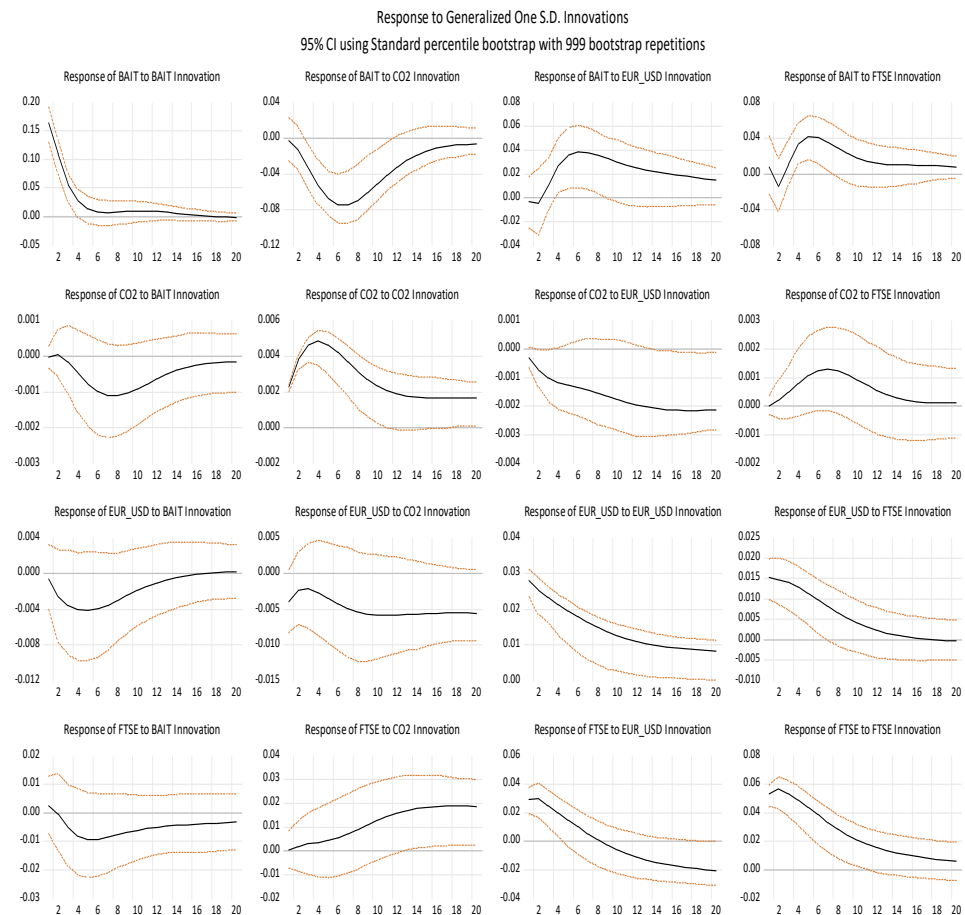 Response to Generalized One S.D. Innovations
95% CI using Standard percentile bootstrap with 999 bootstrap repetitions
Response of BAIT to BAIT Innovation
Response of BAIT to CO2 Innovation
Response of BAIT to EUR_USD Innovation
Response of BAIT to FTSE Innovation
0.20
0.15
0.10
0.05
0.00
-0.05
2 4 6 8 10 12 14 16 18 20
0.04
0.00
-0.04
-0.08
-0.12
2 4 6 8 10 12 14 16 18 20
0.08
0.06
0.04
0.02
0.00
-0.02
-0.04
2 4 6 8 10 12 14 16 18 20
0.08
0.04
0.00
-0.04
-0.08
2 4 6 8 10 12 14 16 18 20
Response of CO2 to BAIT Innovation
Response of CO2 to CO2 Innovation
Response of CO2 to EUR_USD Innovation
Response of CO2 to FTSE Innovation
0.001
0.000
-0.001
-0.002
-0.003
2 4 6 8 10 12 14 16 18 20
0.006
0.004
0.002
0.000
-0.002
2 4 6 8 10 12 14 16 18 20
0.001
0.000
-0.001
-0.002
-0.003
-0.004
2 4 6 8 10 12 14 16 18 20
0.003
0.002
0.001
0.000
-0.001
-0.002
2 4 6 8 10 12 14 16 18 20
Response of EUR_USD to BAIT Innovation
Response of EUR_USD to CO2 Innovation
Response of EUR_USD to EUR_USD Innovation
Response of EUR_USD to FTSE Innovation
0.004
0.000
-0.004
-0.008
-0.012
2 4 6 8 10 12 14 16 18 20
0.005
0.000
-0.005
-0.010
-0.015
2 4 6 8 10 12 14 16 18 20
0.04
0.03
0.02
0.01
0.00
2 4 6 8 10 12 14 16 18 20
0.025
0.020
0.015
0.010
0.005
0.000
-0.005
-0.010
2 4 6 8 10 12 14 16 18 20
Response of FTSE to BAIT Innovation
Response of FTSE to CO2 Innovation
Response of FTSE to EUR_USD Innovation
Response of FTSE to FTSE Innovation
0.02
0.01
0.00
-0.01
-0.02
-0.03
2 4 6 8 10 12 14 16 18 20
0.04
0.03
0.02
0.01
0.00
-0.01
-0.02
2 4 6 8 10 12 14 16 18 20
0.06
0.04
0.02
0.00
-0.02
-0.04
2 4 6 8 10 12 14 16 18 20
0.08
0.06
0.04
0.02
0.00
-0.02
2 4 6 8 10 12 14 16 18 20